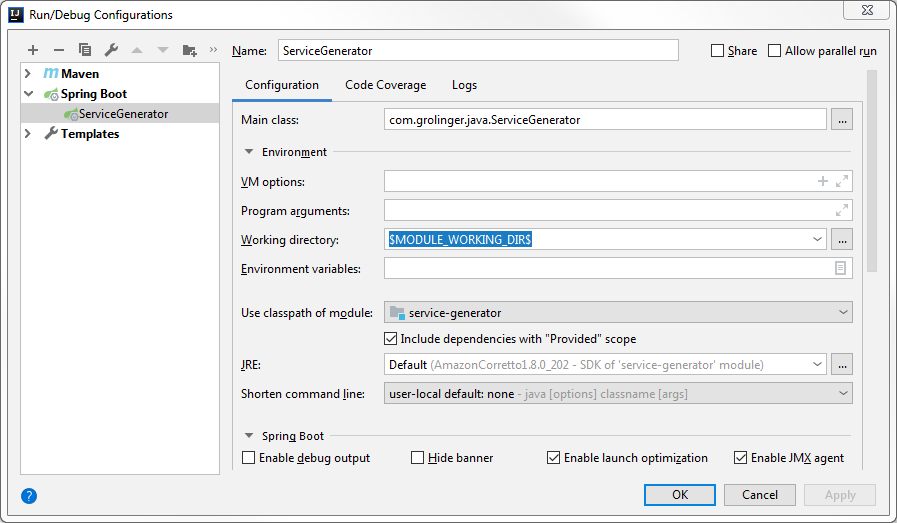 IJ Run/Debug Configurations
Name: ServiceGenerator Share Allow parallel run
Maven
Spring Boot
ServiceGenerator
Templates
Configuration Code Coverage Logs
Main class: com.grolinger.java.ServiceGenerator ...
Environment
VM options:
Program arguments:
Working directory: $MODULE_WORKING_DIR$ ...
Environment variables:
Use classpath of module: service-generator
Include dependencies with "Provided" scope
JRE: Default (AmazonCorretto1.8.0_202 - SDK of 'service-generator' module) ...
Shorten command line: user-local default: none - java [options] classname [args]
Spring Boot
Enable debug output Hide banner Enable launch optimization Enable JMX agent
? OK Cancel Apply